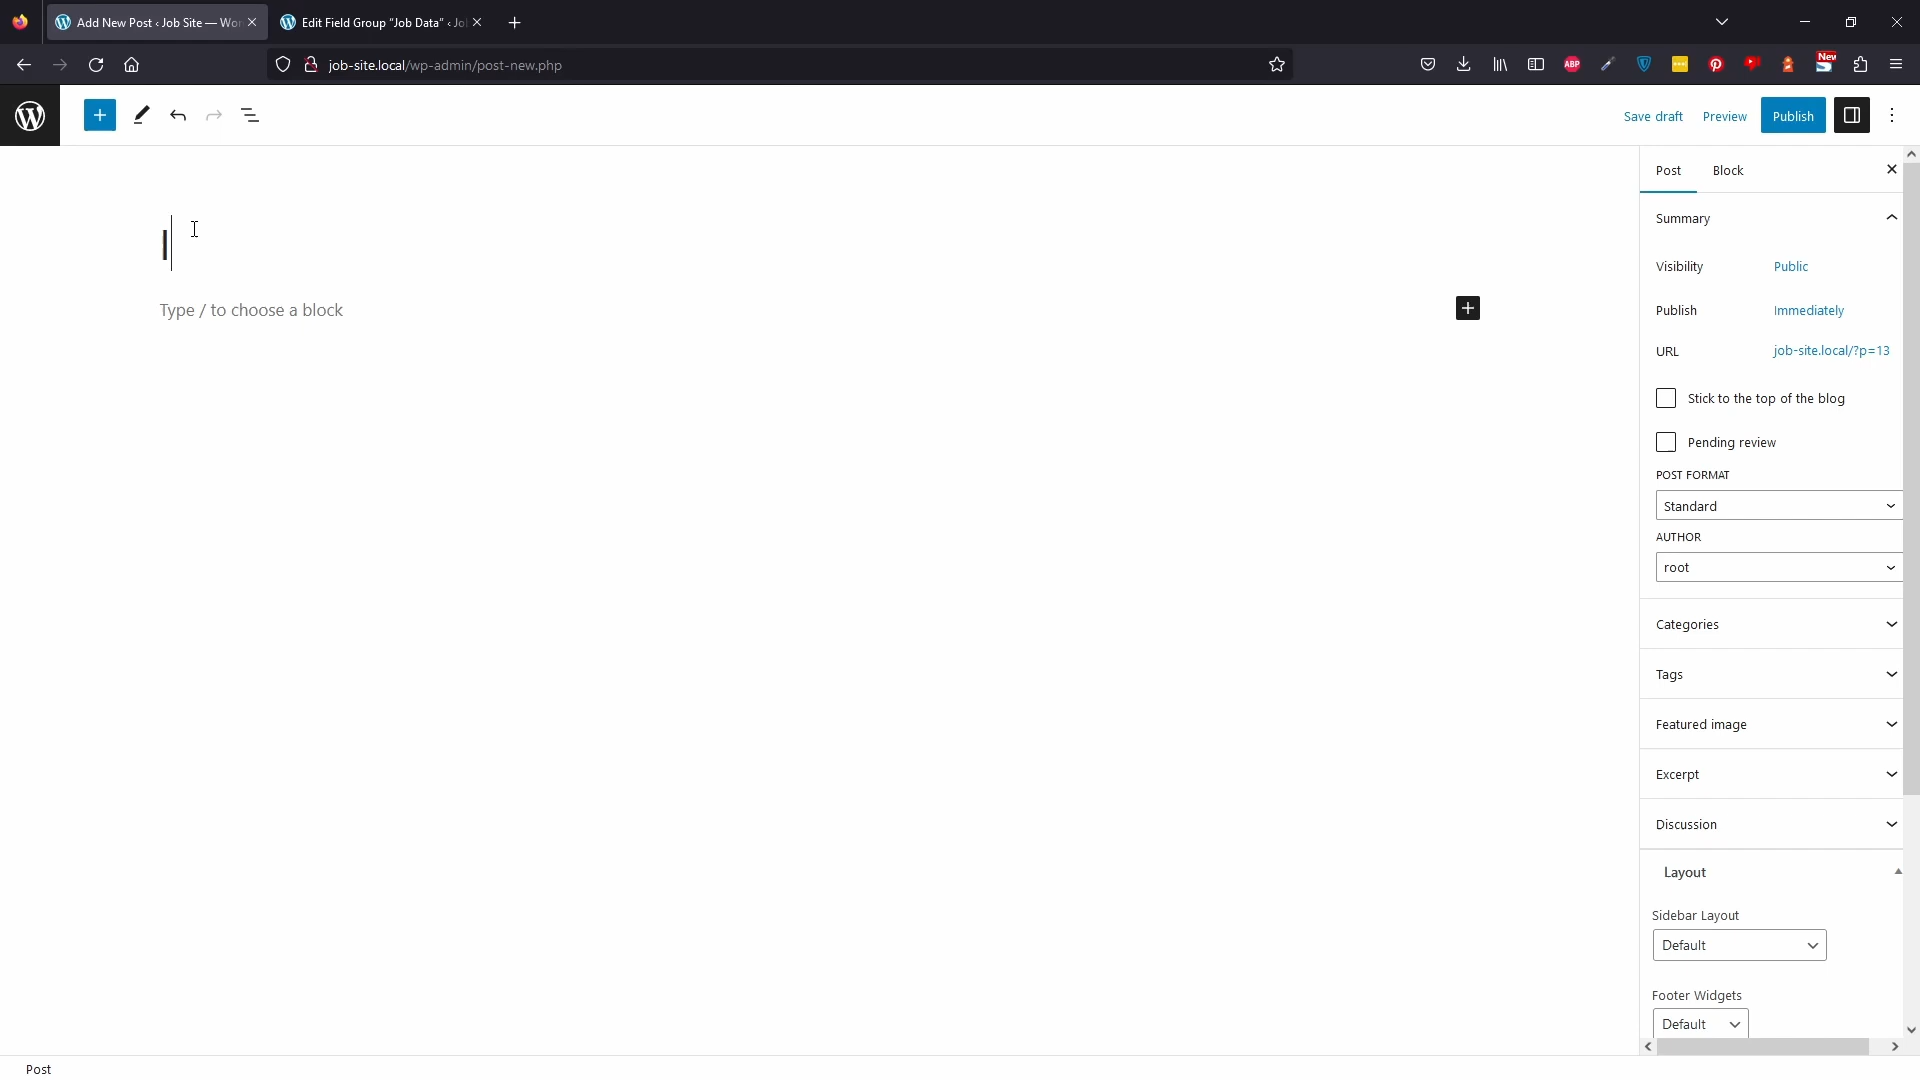 Add New Post ‹ Job Site — Wor
Edit Field Group “Job Data” ‹ Jo
job-site.local/wp-admin/post-new.php
ABP
New
Save draft
Preview
Publish
Post
Block
I
Type / to choose a block
Summary
Visibility
Public
Publish
Immediately
URL
job-site.local/?p=13
Stick to the top of the blog
Pending review
POST FORMAT
Standard
AUTHOR
root
Categories
Tags
Featured image
Excerpt
Discussion
Layout
Sidebar Layout
Default
Footer Widgets
Default
Post